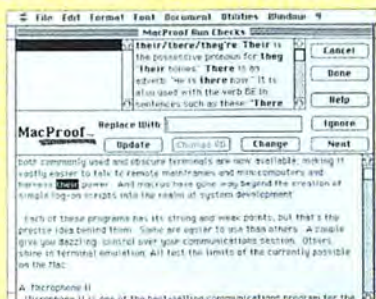 File Edit Format Font Document Utilities Window
MacProof Run Checks
their/there/they're. Their is
the possessive pronoun for they
"Their homes." There is an
adverb: "He is there now." It is
also used with the verb BE in
sentences such as these: "There
Cancel
Done
Help
Ignore
MacProof™
Replace With
Update
Change
Next
both commonly used and obscure terminals are now available, making it
vastly easier to talk to remote mainframes and minicomputers and
harness their power. And macros have gone way beyond the creation of
simple log-on scripts into the realm of system development.
Each of these programs has its strong and weak points, but that's the
precise idea behind them. Some are easier to use than others. A couple
give you dazzling control over your communications session. Others
shine in terminal emulation. All test the limits of the currently possible
on the Mac.
A. Microphone II
Microphone II is one of the best-selling communications program for the